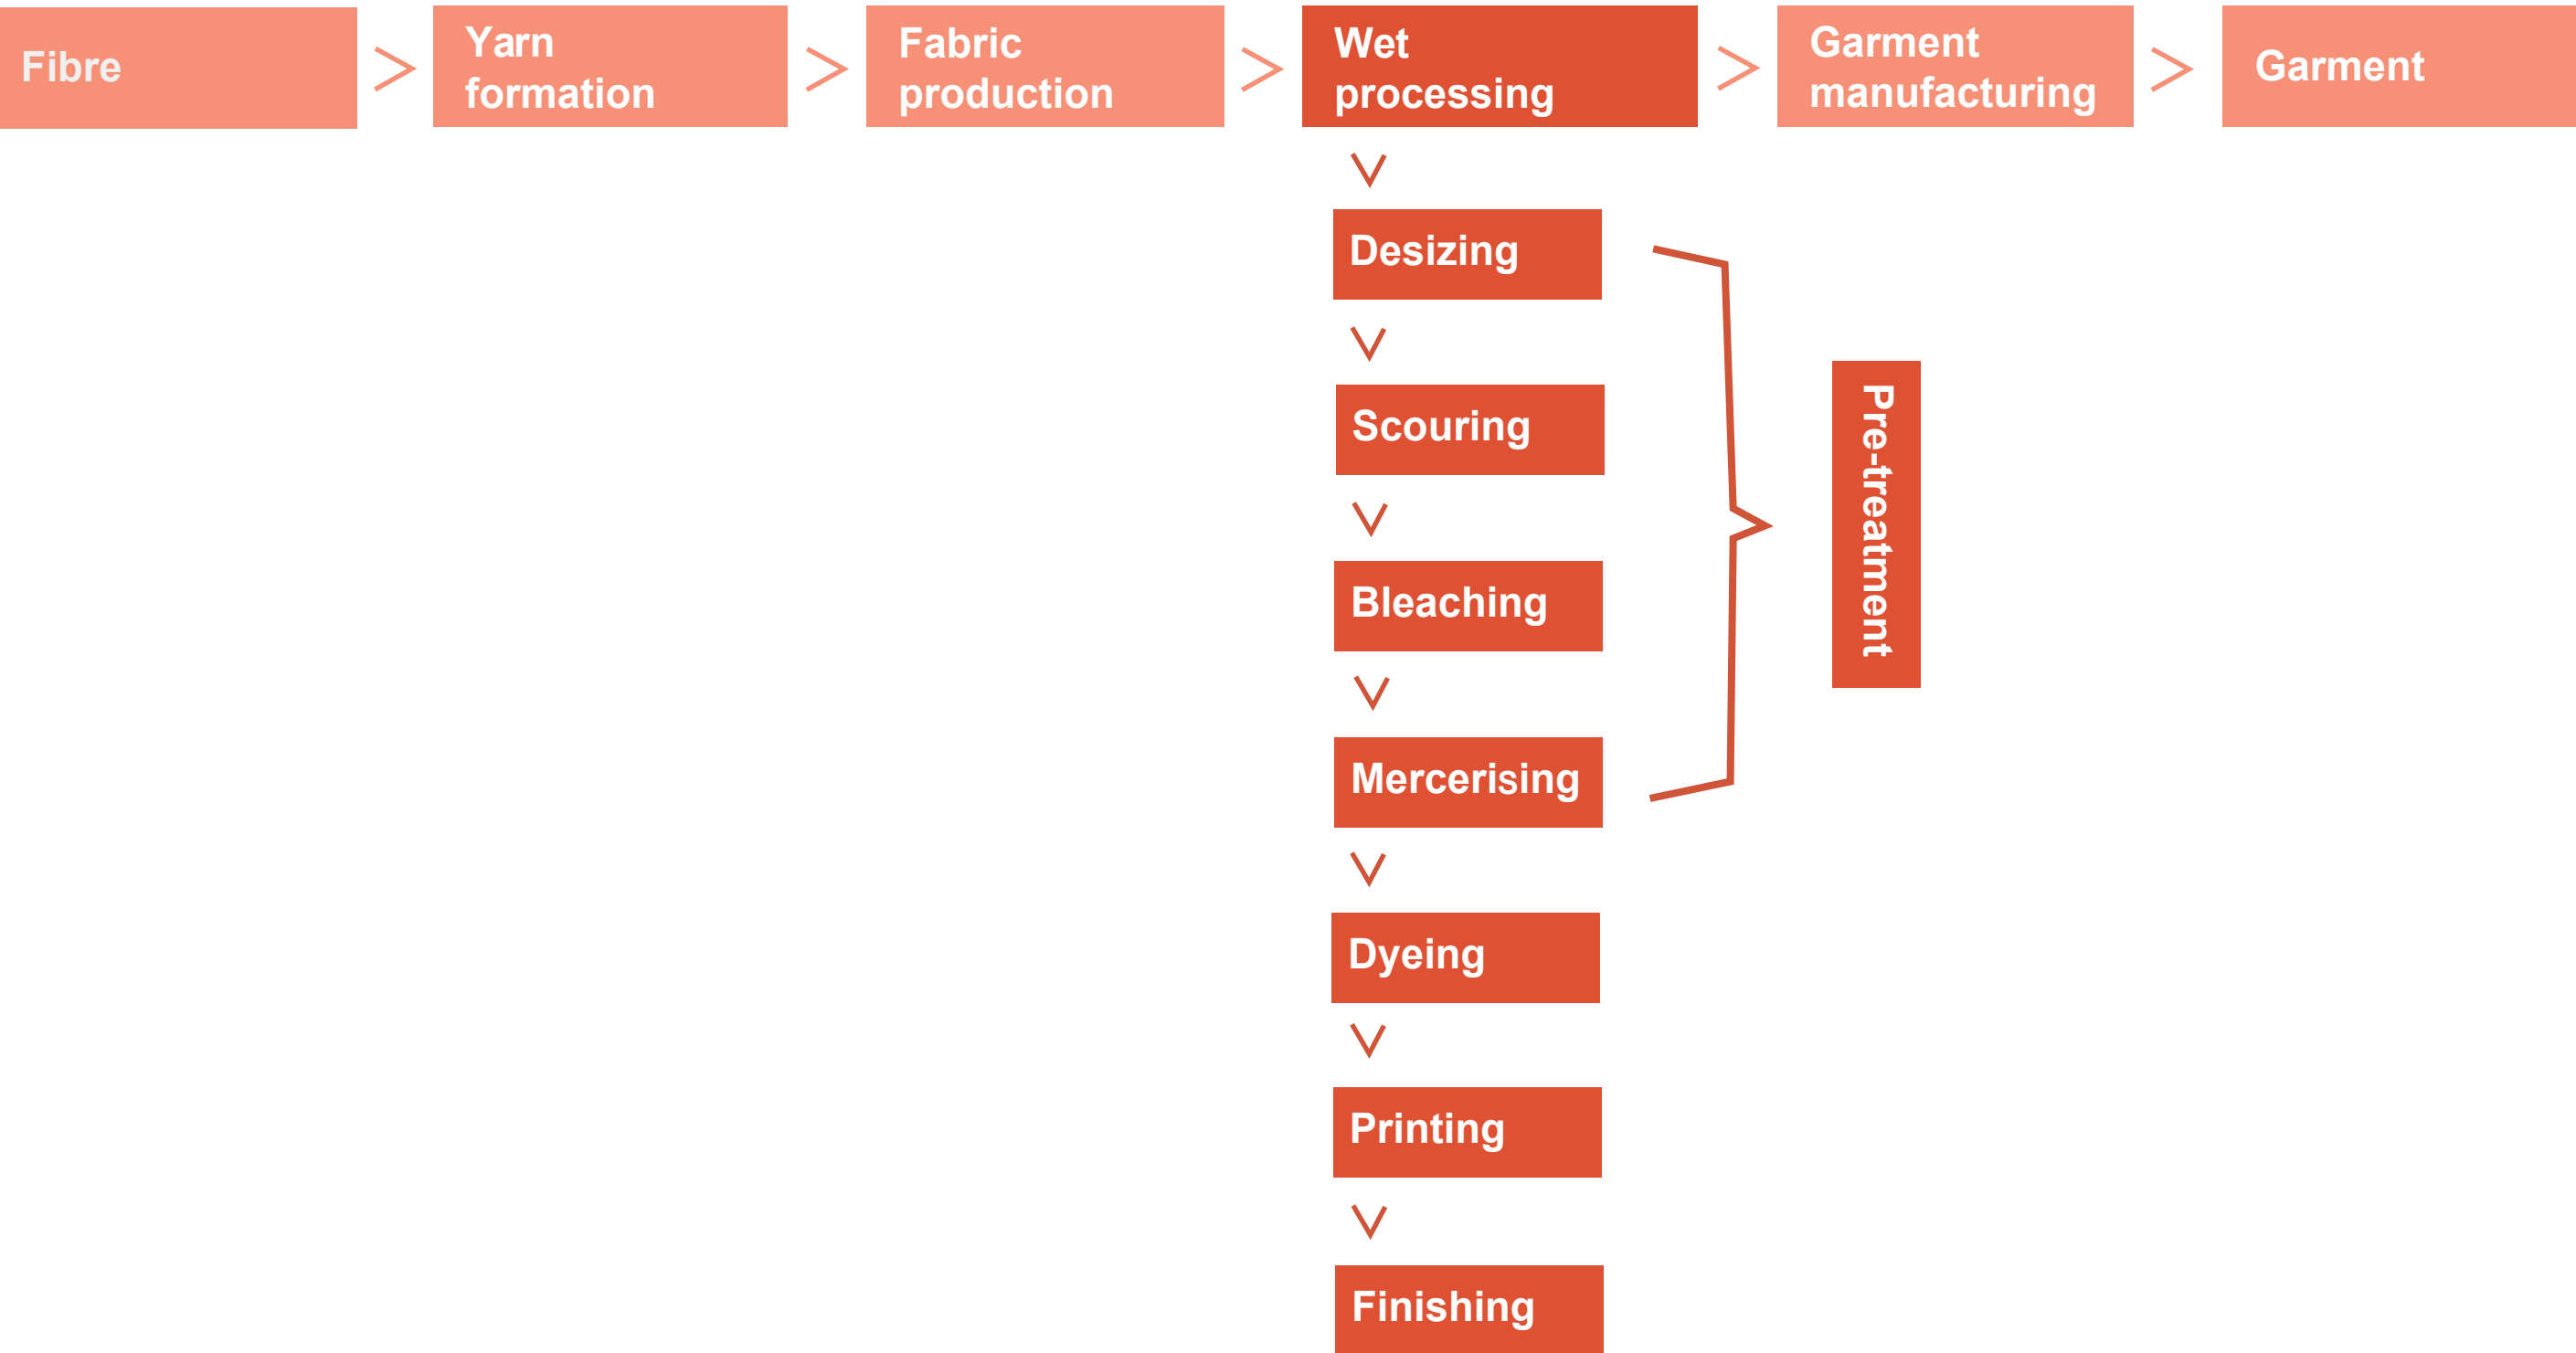 Fibre
Yarn
formation
Fabric
production
Wet
processing
Garment
manufacturing
Garment
Desizing
Scouring
Bleaching
Mercerising
Pre-treatment
Dyeing
Printing
Finishing